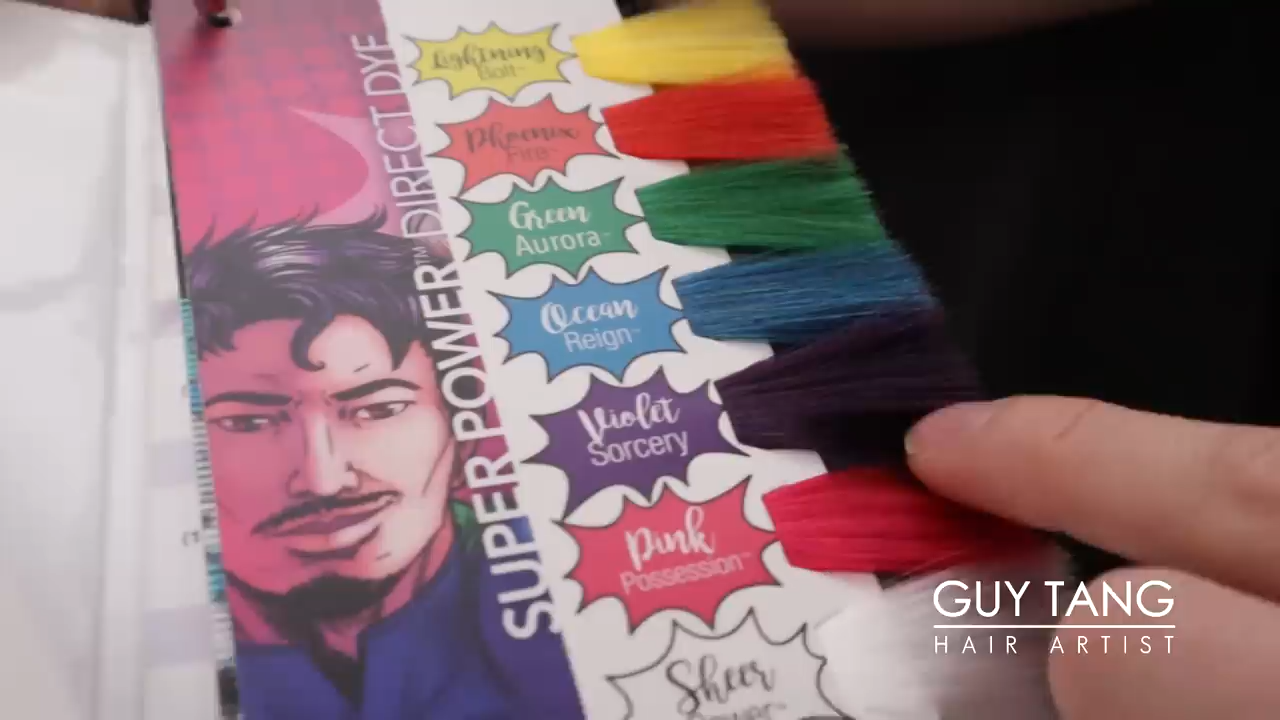 SUPER POWER™ DIRECT DYE
Lightning
Bolt™
Phoenix
Fire™
Green
Aurora™
Ocean
Reign™
Violet
Sorcery
Pink
Possession™
Sheer
Power™
GUY TANG
HAIR ARTIST